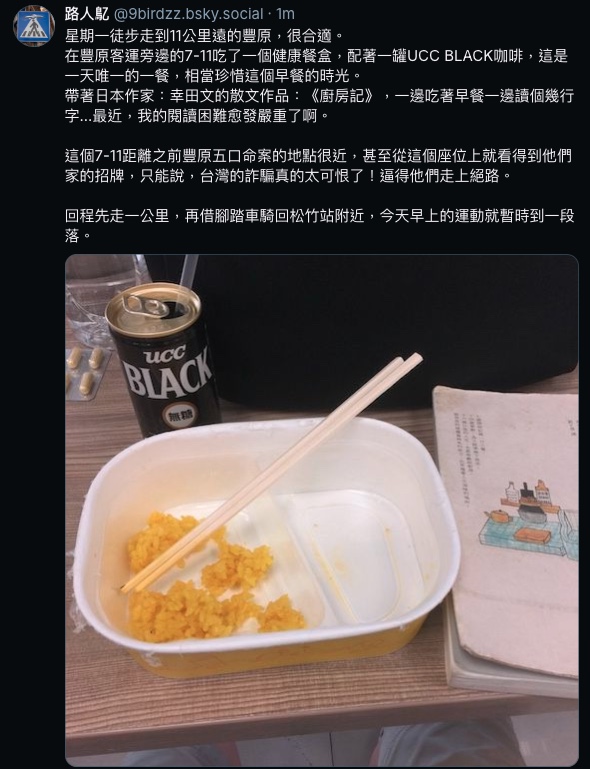 路人鴕 @9birdzz.bsky.social · 1m
星期一徒步走到11公里遠的豐原，很合適。
在豐原客運旁邊的7-11吃了一個健康餐盒，配著一罐UCC BLACK咖啡，這是
一天唯一的一餐，相當珍惜這個早餐的時光。
帶著日本作家：幸田文的散文作品：《廚房記》，一邊吃著早餐一邊讀個幾行
字...最近，我的閱讀困難愈發嚴重了啊。
這個7-11距離之前豐原五口命案的地點很近，甚至從這個座位上就看得到他們
家的招牌，只能說，台灣的詐騙真的太可恨了！逼得他們走上絕路。
回程先走一公里，再借腳踏車騎回松竹站附近，今天早上的運動就暫時到一段
落。
ucc
BLACK
無糖